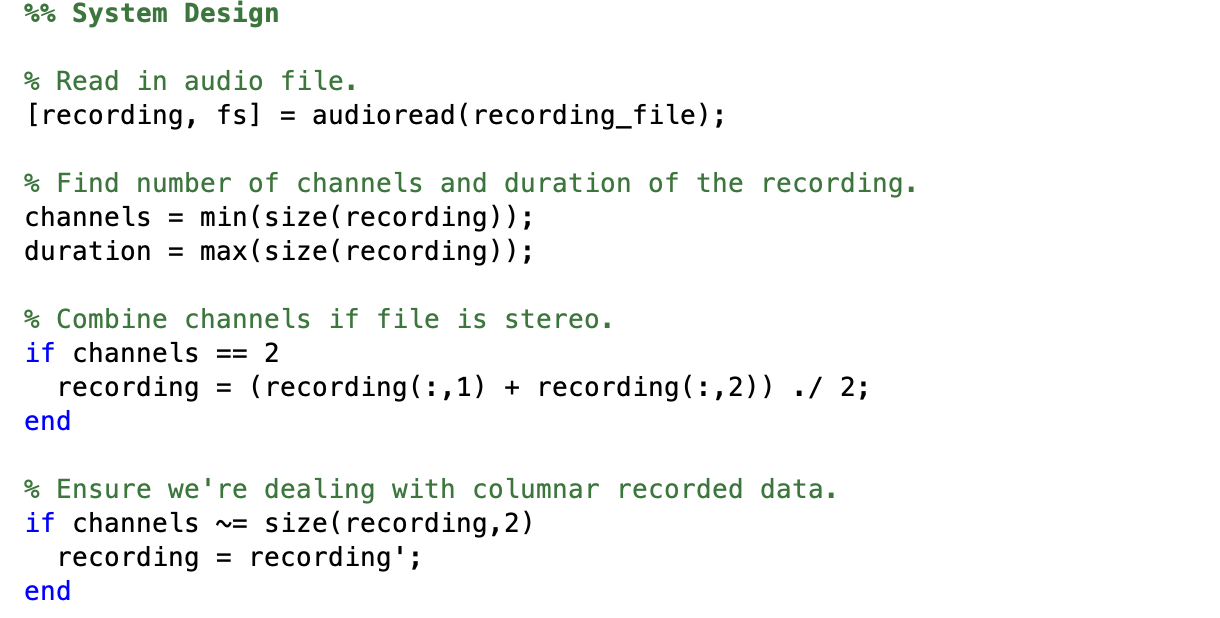 %% System Design
% Read in audio file.
[recording, fs] = audioread(recording_file);
% Find number of channels and duration of the recording.
channels = min(size(recording));
duration = max(size(recording));
% Combine channels if file is stereo.
if channels == 2
  recording = (recording(:,1) + recording(:,2)) ./ 2;
end
% Ensure we're dealing with columnar recorded data.
if channels ~= size(recording,2)
  recording = recording';
end